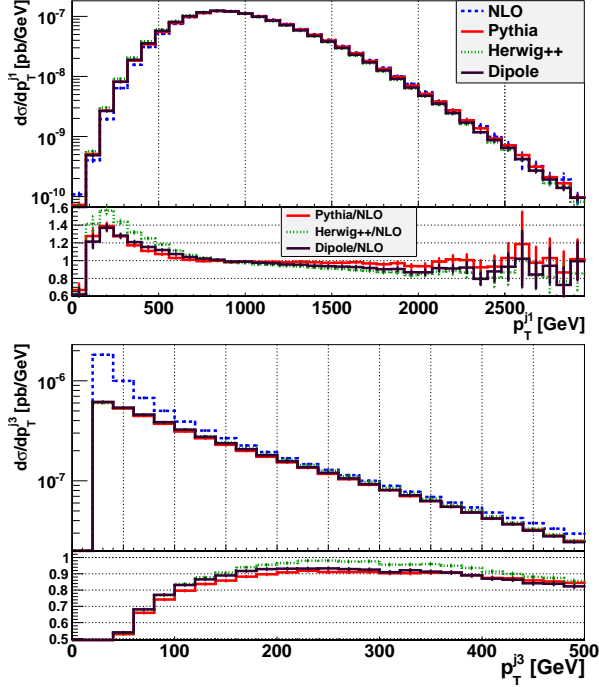 dσ/dp_T^j1 [pb/GeV]
10^-7
10^-8
10^-9
10^-10
NLO
Pythia
Herwig++
Dipole
1.6
1.4
1.2
1
0.8
0.6
Pythia/NLO
Herwig++/NLO
Dipole/NLO
0 500 1000 1500 2000 2500
p_T^j1 [GeV]
dσ/dp_T^j3 [pb/GeV]
10^-6
10^-7
1
0.9
0.8
0.7
0.6
0.5
0 100 200 300 400 500
p_T^j3 [GeV]